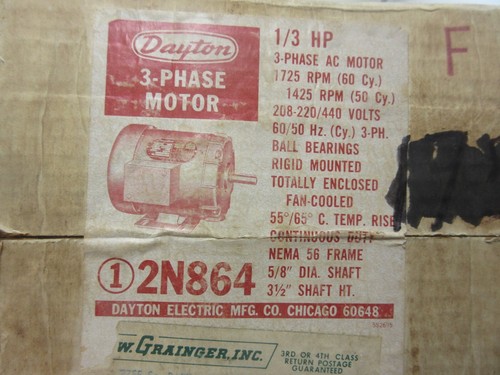 Dayton
3-PHASE
MOTOR
1/3 HP
3-PHASE AC MOTOR
1725 RPM (60 Cy.)
1425 RPM (50 Cy.)
208-220/440 VOLTS
60/50 Hz. (Cy.) 3-PH.
BALL BEARINGS
RIGID MOUNTED
TOTALLY ENCLOSED
FAN-COOLED
55°/65° C. TEMP. RISE
CONTINUOUS DUTY
NEMA 56 FRAME
5/8" DIA. SHAFT
3½" SHAFT HT.
① 2N864
DAYTON ELECTRIC MFG. CO. CHICAGO 60648
W. GRAINGER, INC.
3RD OR 4TH CLASS
RETURN POSTAGE
GUARANTEED
F